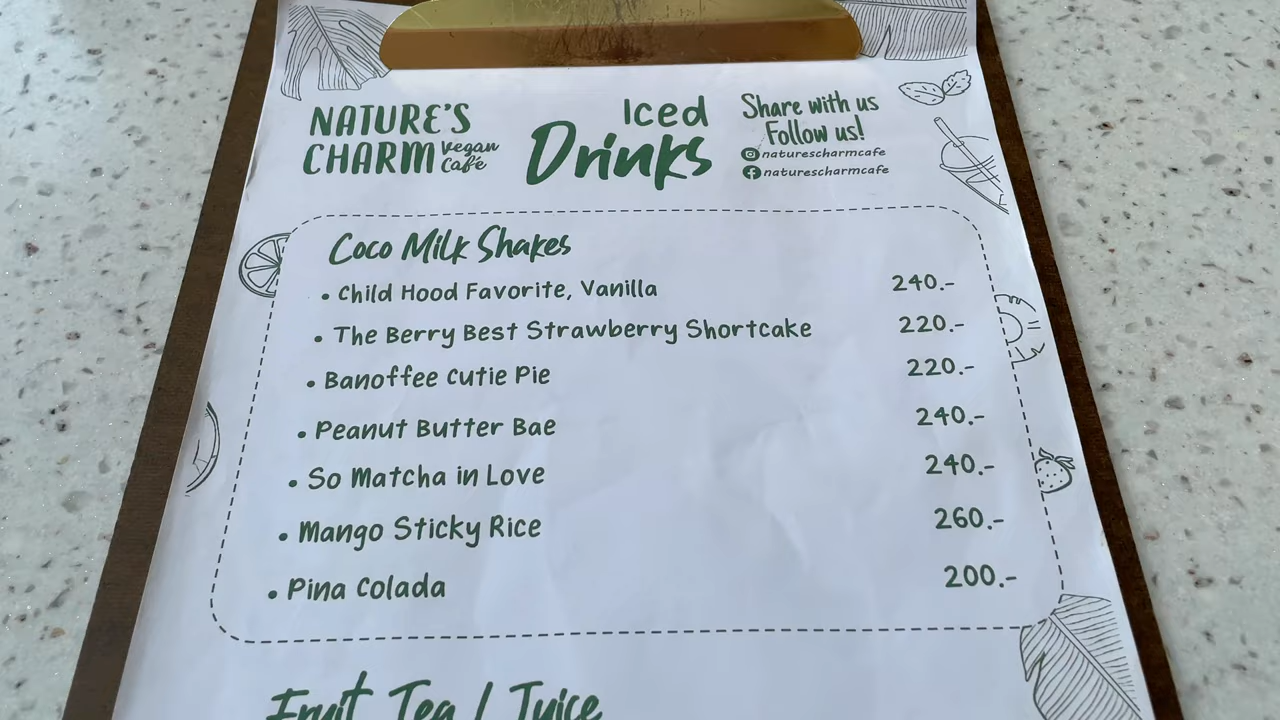 NATURE'S
CHARM vegan café
Iced
Drinks
Share with us
Follow us!
naturescharmcafe
naturescharmcafe
Coco Milk Shakes
• Child Hood Favorite, Vanilla 240.-
• The Berry Best Strawberry Shortcake 220.-
• Banoffee Cutie Pie 220.-
• Peanut Butter Bae 240.-
• So Matcha in Love 240.-
• Mango Sticky Rice 260.-
• Pina Colada 200.-
Fruit Tea / Juice